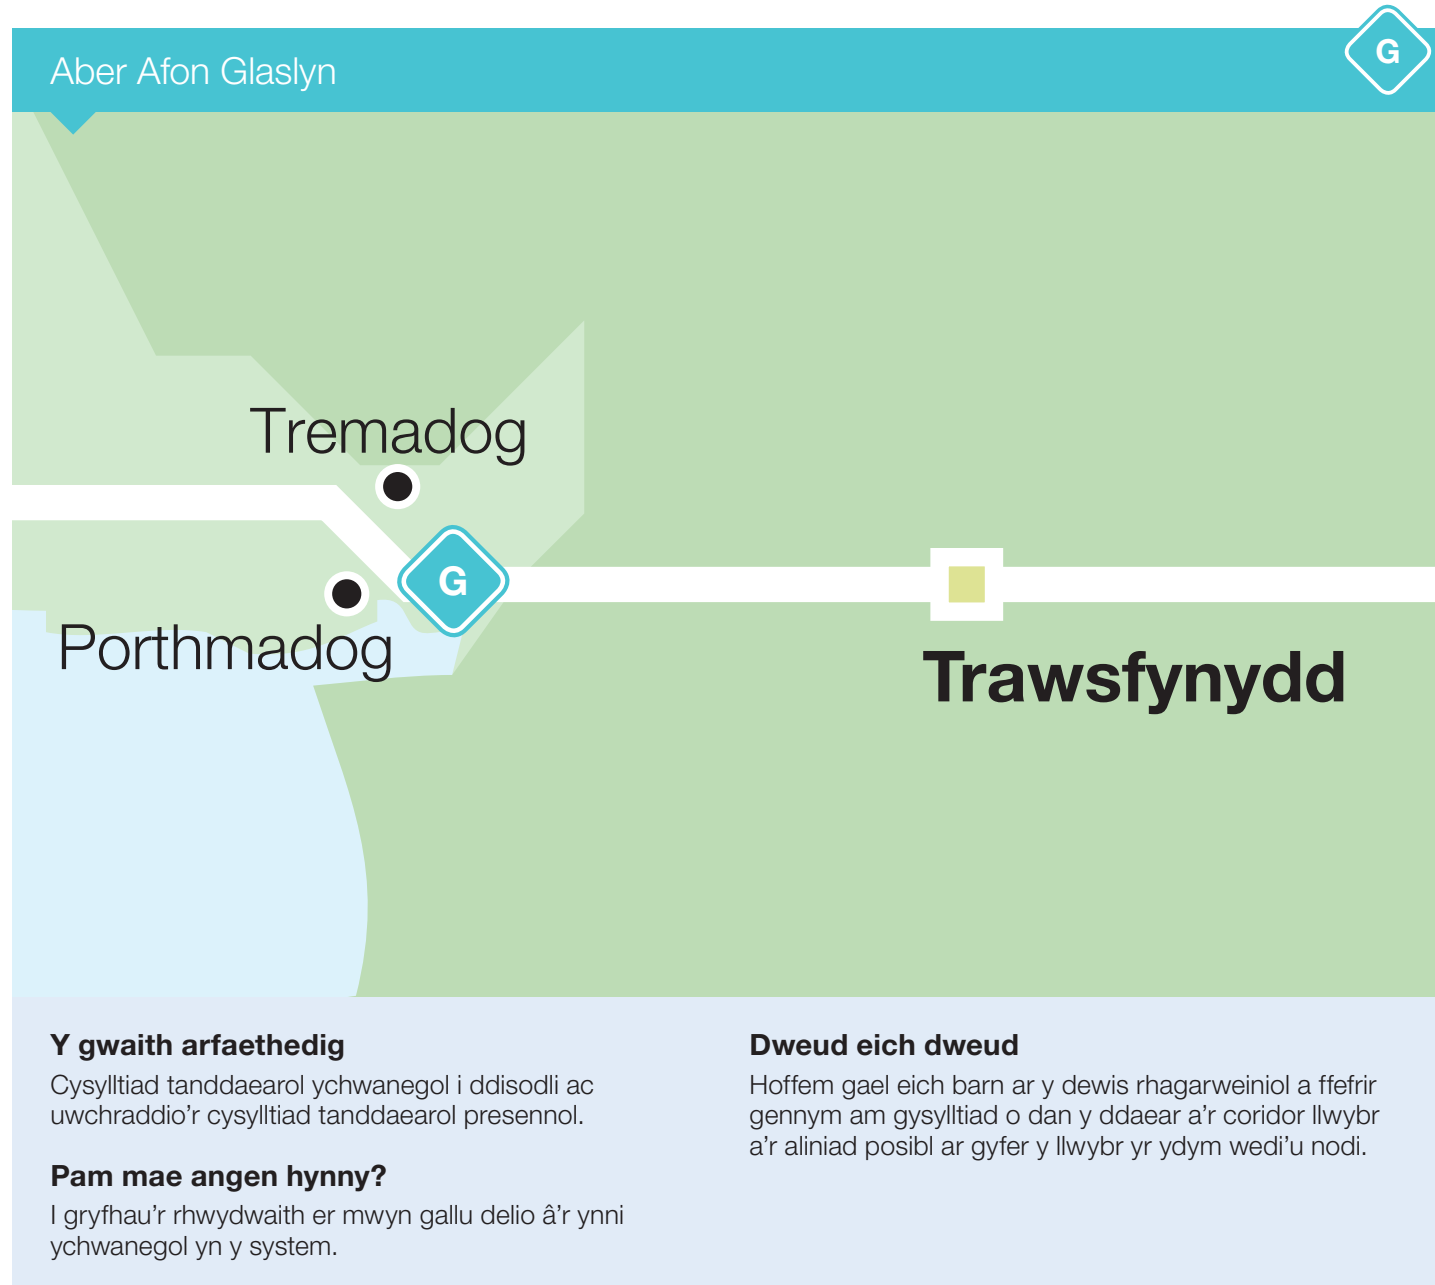 Aber Afon Glaslyn
G
Tremadog
G
Porthmadog
Trawsfynydd
Y gwaith arfaethedig
Cysylltiad tanddaearol ychwanegol i ddisodli ac
uwchraddio’r cysylltiad tanddaearol presennol.
Pam mae angen hynny?
I gryfhau’r rhwydwaith er mwyn gallu delio â’r ynni
ychwanegol yn y system.
Dweud eich dweud
Hoffem gael eich barn ar y dewis rhagarweiniol a ffefrir
gennym am gysylltiad o dan y ddaear a’r coridor llwybr
a’r aliniad posibl ar gyfer y llwybr yr ydym wedi’u nodi.